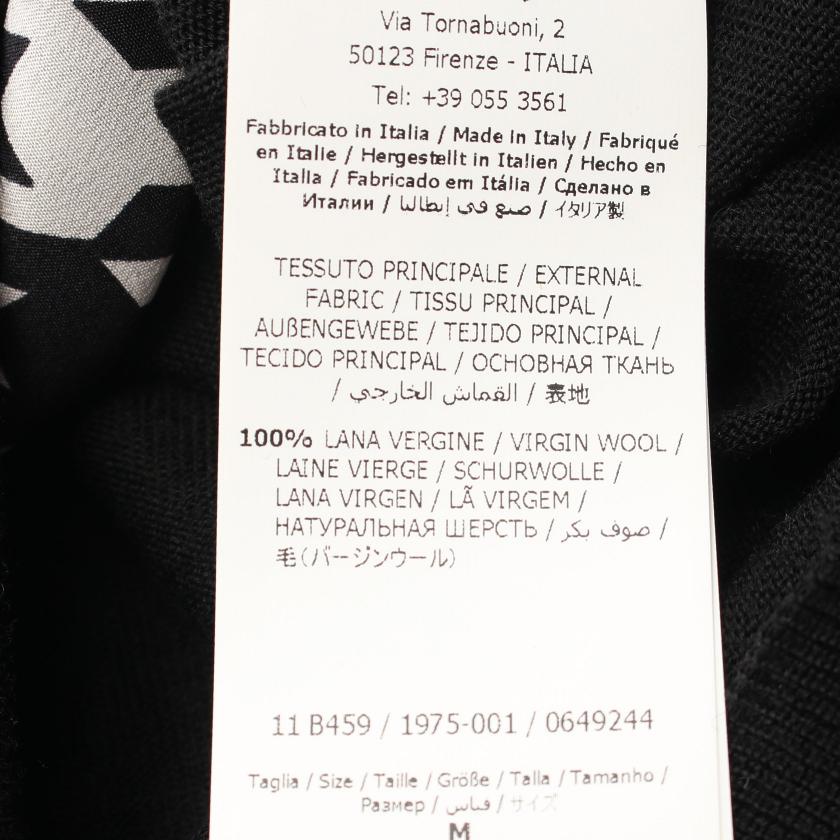 Via Tornabuoni, 2
50123 Firenze - ITALIA
Tel: +39 055 3561
Fabbricato in Italia / Made in Italy / Fabriqué
en Italie / Hergestellt in Italien / Hecho en
Italia / Fabricado em Itália / Сделано в
Италии / صنع في إيطاليا / イタリア製
TESSUTO PRINCIPALE / EXTERNAL
FABRIC / TISSU PRINCIPAL /
AUßENGEWEBE / TEJIDO PRINCIPAL /
TECIDO PRINCIPAL / ОСНОВНАЯ ТКАНЬ
/ القماش الخارجي / 表地
100% LANA VERGINE / VIRGIN WOOL /
LAINE VIERGE / SCHURWOLLE /
LANA VIRGEN / LÃ VIRGEM /
НАТУРАЛЬНАЯ ШЕРСТЬ / صوف بكر /
毛(バージンウール)
11 B459 / 1975-001 / 0649244
Taglia / Size / Taille / Größe / Talla / Tamanho /
Размер / قياس / サイズ
M